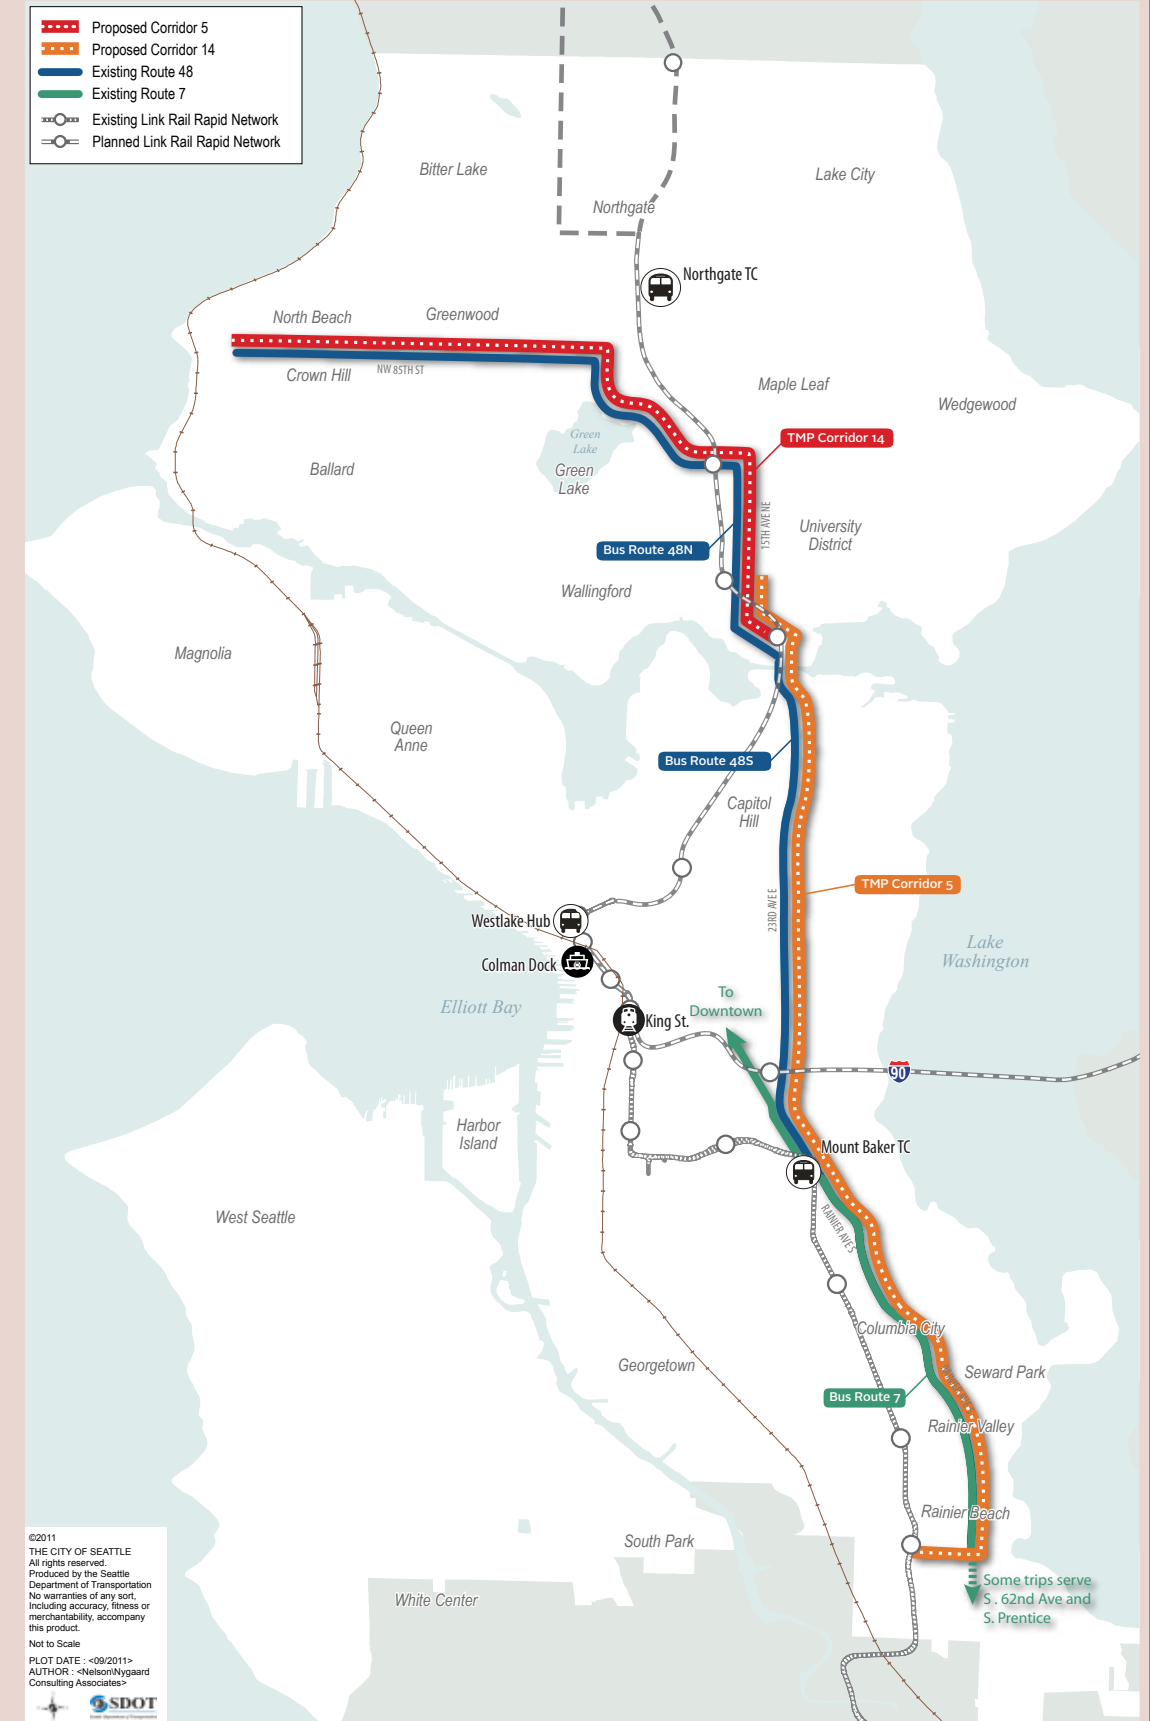 Proposed Corridor 5
Proposed Corridor 14
Existing Route 48
Existing Route 7
Existing Link Rail Rapid Network
Planned Link Rail Rapid Network
Bitter Lake
Lake City
Northgate
Northgate TC
North Beach
Greenwood
Crown Hill
NW 85TH ST
Maple Leaf
Wedgewood
Green
Lake
Green
Lake
TMP Corridor 14
Ballard
15TH AVE NE
University
District
Bus Route 48N
Wallingford
Magnolia
Queen
Anne
Bus Route 48S
Capitol
Hill
23RD AVE E
TMP Corridor 5
Westlake Hub
Colman Dock
Lake
Washington
Elliott Bay
To
Downtown
King St.
90
Harbor
Island
Mount Baker TC
West Seattle
RAINIER AVE S
Columbia City
Georgetown
Seward Park
Bus Route 7
Rainier Valley
Rainier Beach
South Park
White Center
Some trips serve
S . 62nd Ave and
S. Prentice
©2011
THE CITY OF SEATTLE
All rights reserved.
Produced by the Seattle
Department of Transportation
No warranties of any sort,
Including accuracy, fitness or
merchantability, accompany
this product.
Not to Scale
PLOT DATE : <09/2011>
AUTHOR : <Nelson\Nygaard
Consulting Associates>
SDOT